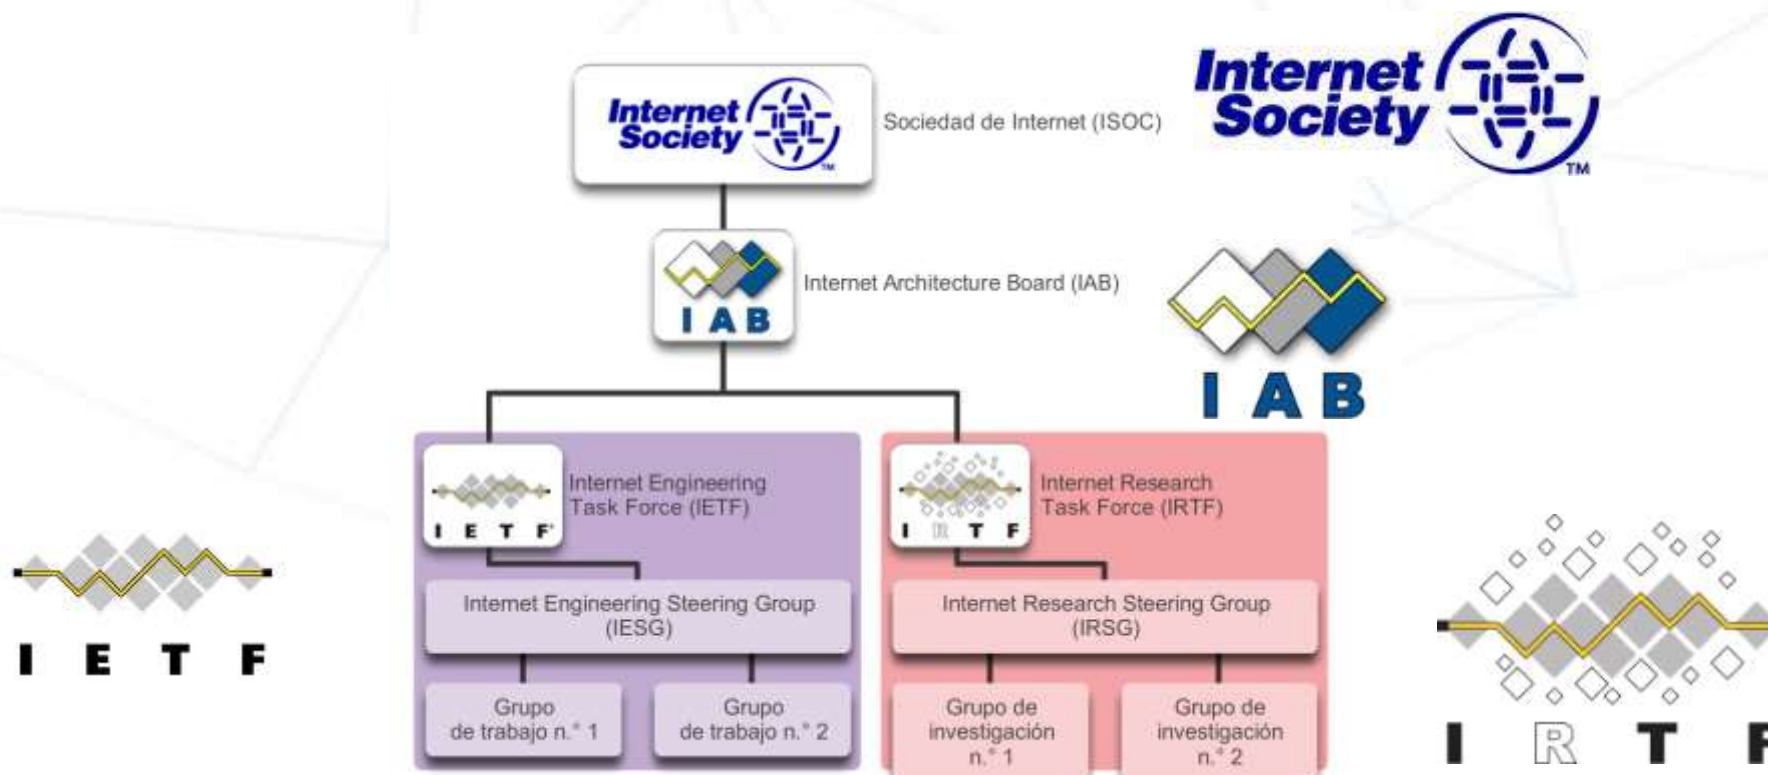 Internet
Society
TM
Sociedad de Internet (ISOC)
Internet
Society
TM
IAB
Internet Architecture Board (IAB)
IAB
IETF
Internet Engineering
Task Force (IETF)
IRTF
Internet Research
Task Force (IRTF)
Internet Engineering Steering Group
(IESG)
Internet Research Steering Group
(IRSG)
IETF
IRTF
Grupo
de trabajo n.° 1
Grupo
de trabajo n.° 2
Grupo de
investigación
n.° 1
Grupo de
investigación
n.° 2